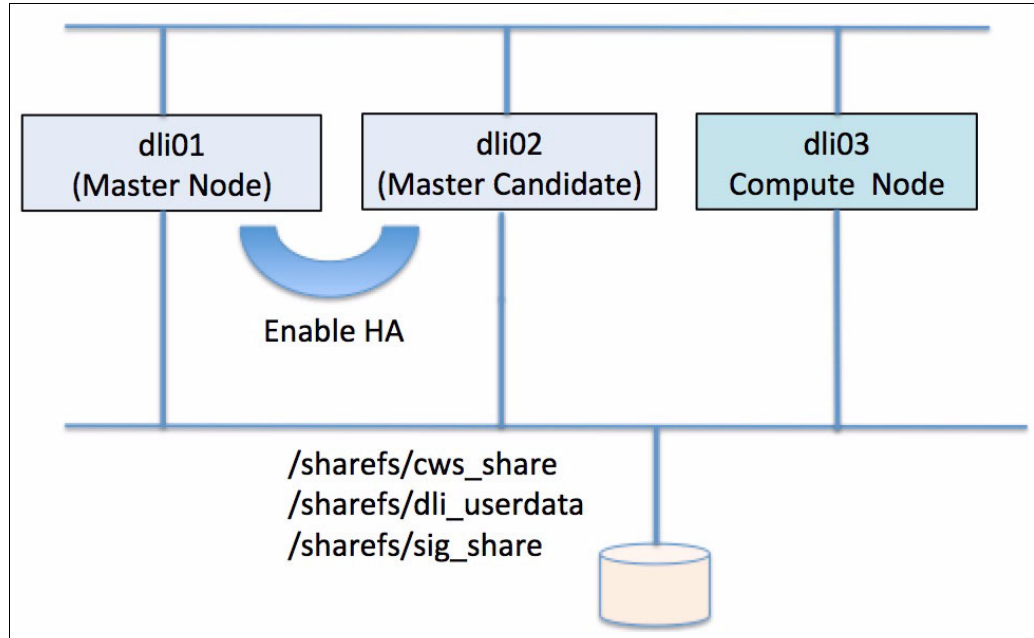 dli01
(Master Node)
dli02
(Master Candidate)
dli03
Compute Node
Enable HA
/sharefs/cws_share
/sharefs/dli_userdata
/sharefs/sig_share